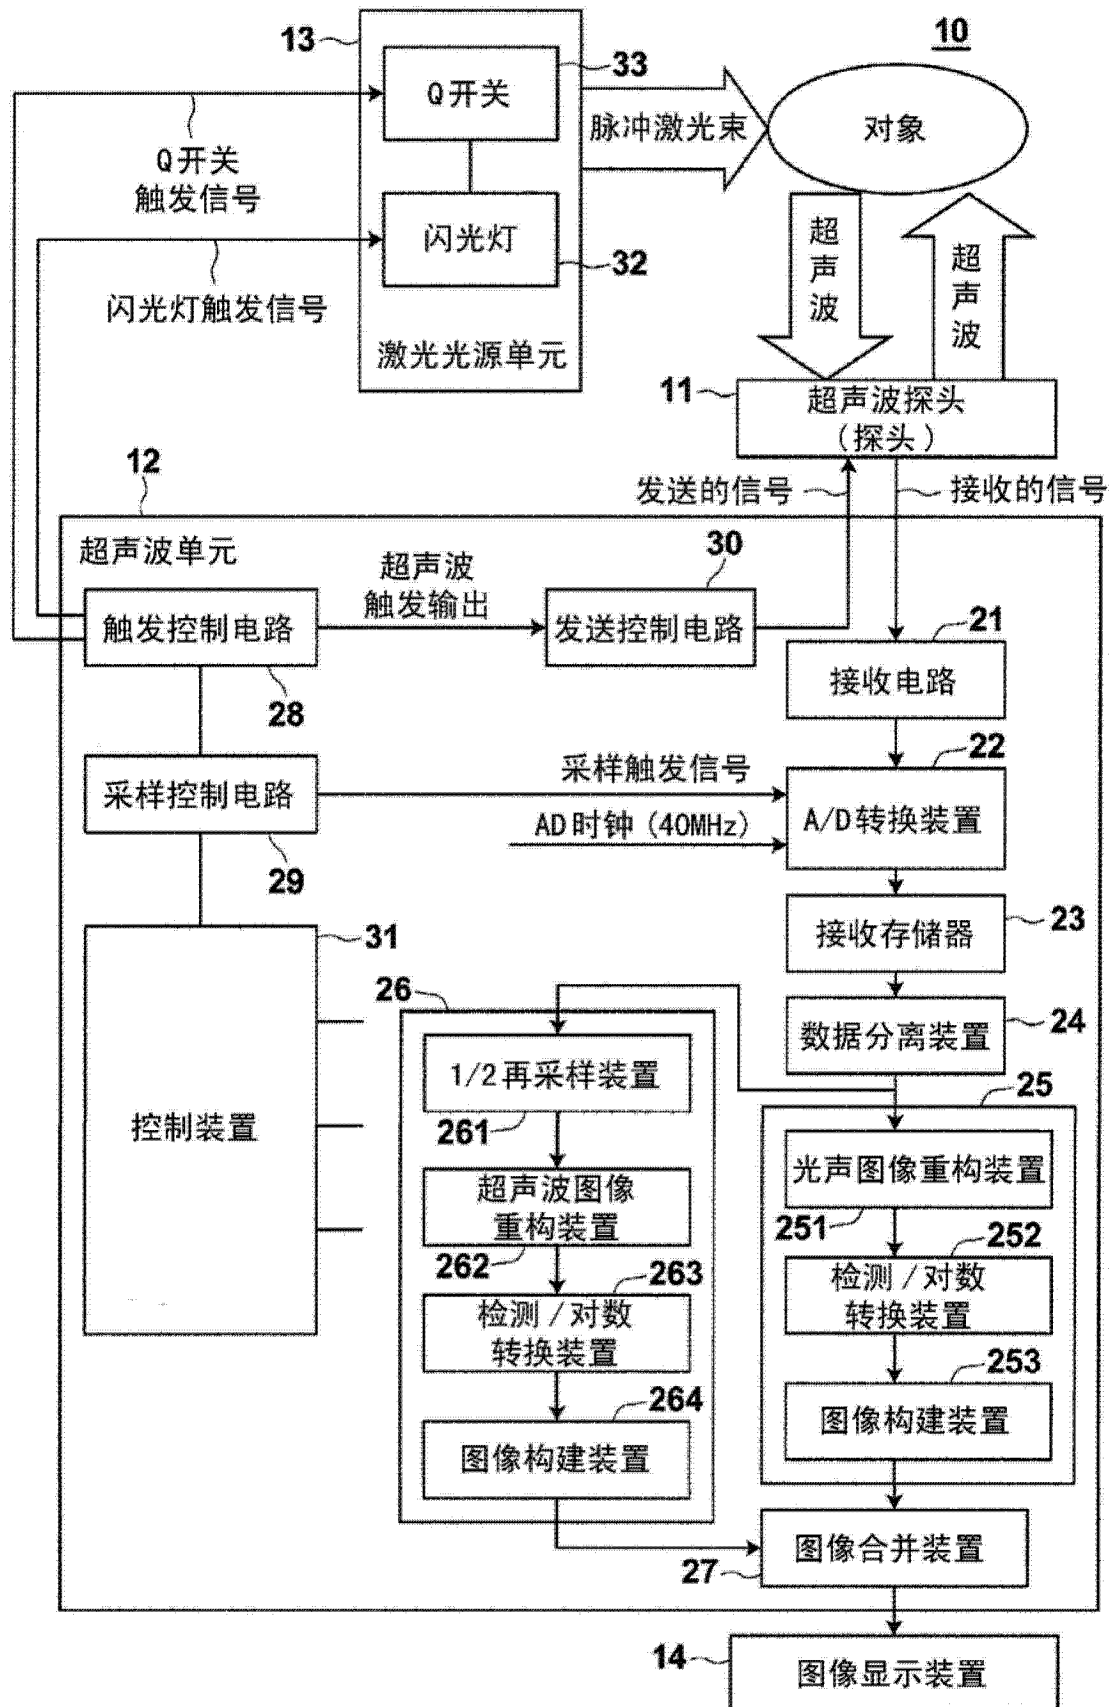 10
13
33
Q开关
脉冲激光束
对象
Q开关
触发信号
闪光灯
32
闪光灯触发信号
激光光源单元
超声波
超声波
11
超声波探头
(探头)
12
发送的信号
接收的信号
超声波单元
超声波
触发输出
30
触发控制电路
发送控制电路
28
21
接收电路
22
采样触发信号
采样控制电路
AD时钟(40MHz)
A/D转换装置
29
23
接收存储器
31
26
24
数据分离装置
1/2再采样装置
261
控制装置
25
光声图像重构装置
251
超声波图像
重构装置
262
252
检测/对数
转换装置
263
检测/对数
转换装置
253
图像构建装置
264
图像构建装置
图像合并装置
27
14
图像显示装置